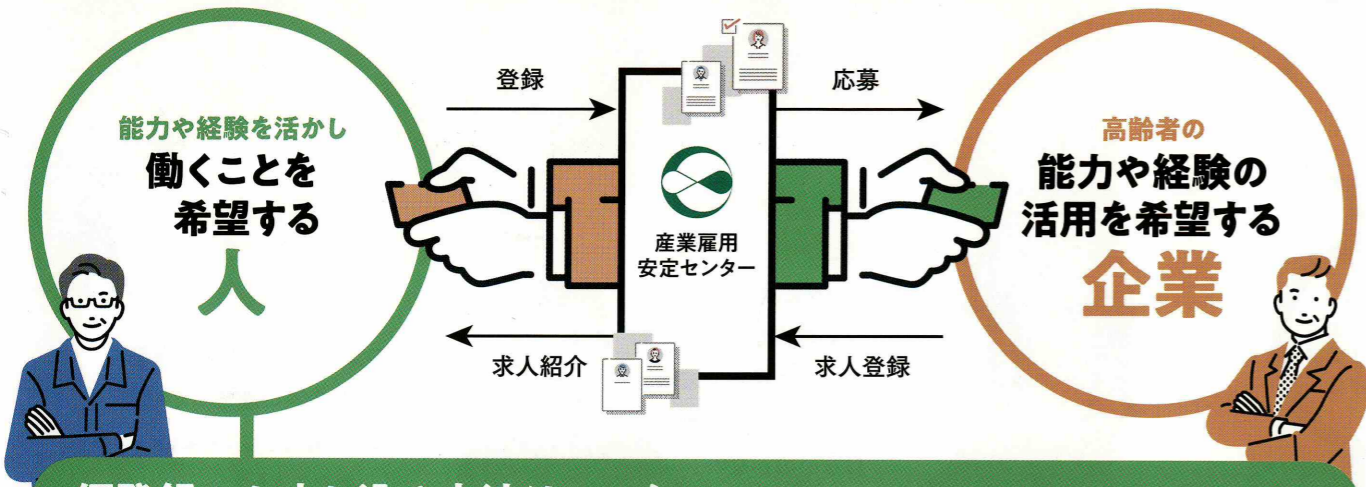 登録
応募
能力や経験を活かし
働くことを
希望する
人
産業雇用
安定センター
高齢者の
能力や経験の
活用を希望する
企業
求人紹介
求人登録